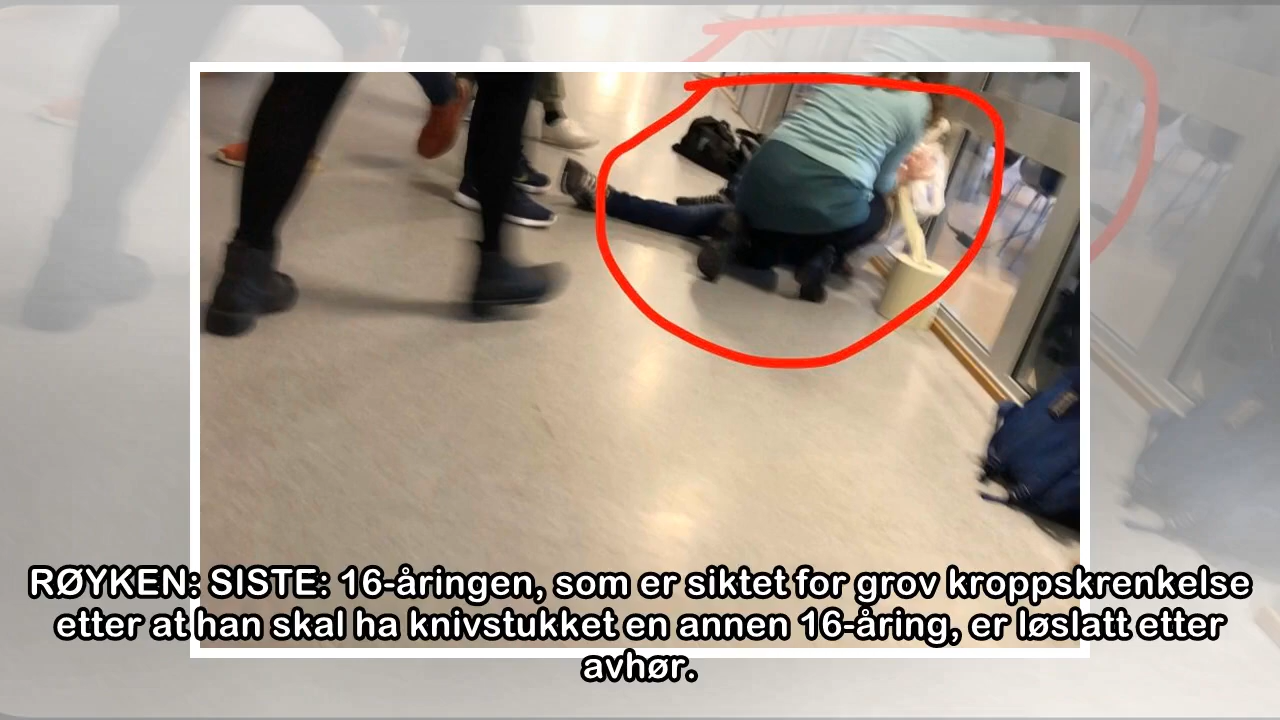 RØYKEN: SISTE: 16-åringen, som er siktet for grov kroppskrenkelse
etter at han skal ha knivstukket en annen 16-åring, er løslatt etter
avhør.